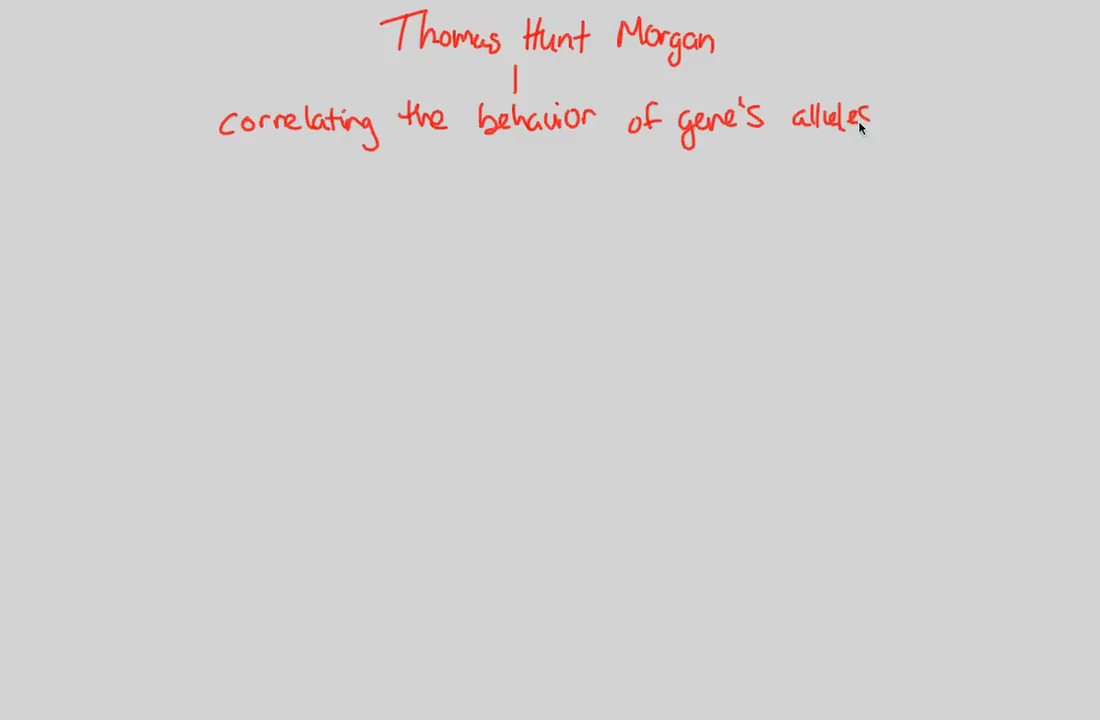 Thomas Hunt Morgan
correlating the behavior of gene's alleles